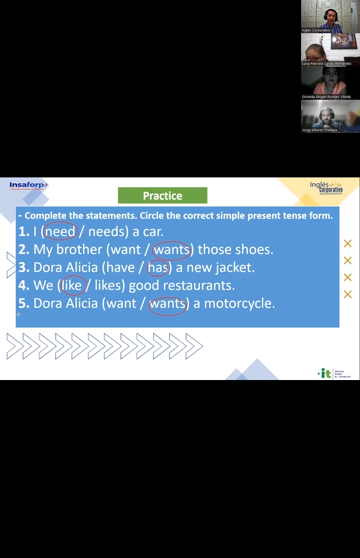 Inglés Corporativo
Insaforp
Practice
Inglés
Corporativo
- Complete the statements. Circle the correct simple present tense form.
1. I (need / needs) a car.
2. My brother (want / wants) those shoes.
3. Dora Alicia (have / has) a new jacket.
4. We (like / likes) good restaurants.
5. Dora Alicia (want / wants) a motorcycle.
it